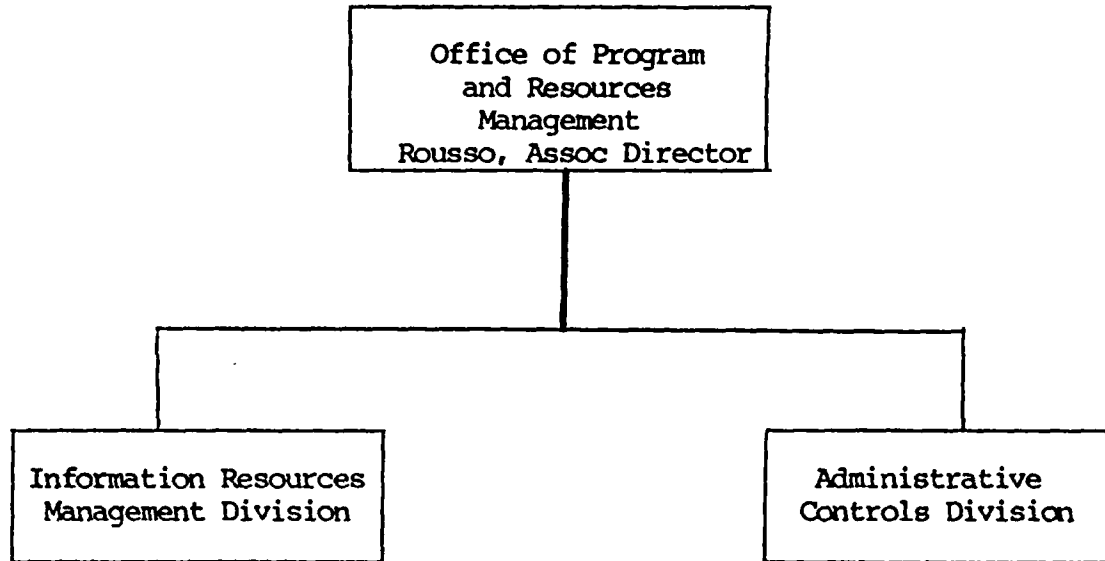 Office of Program
and Resources
Management
Rousso, Assoc Director
Information Resources
Management Division
Administrative
Controls Division